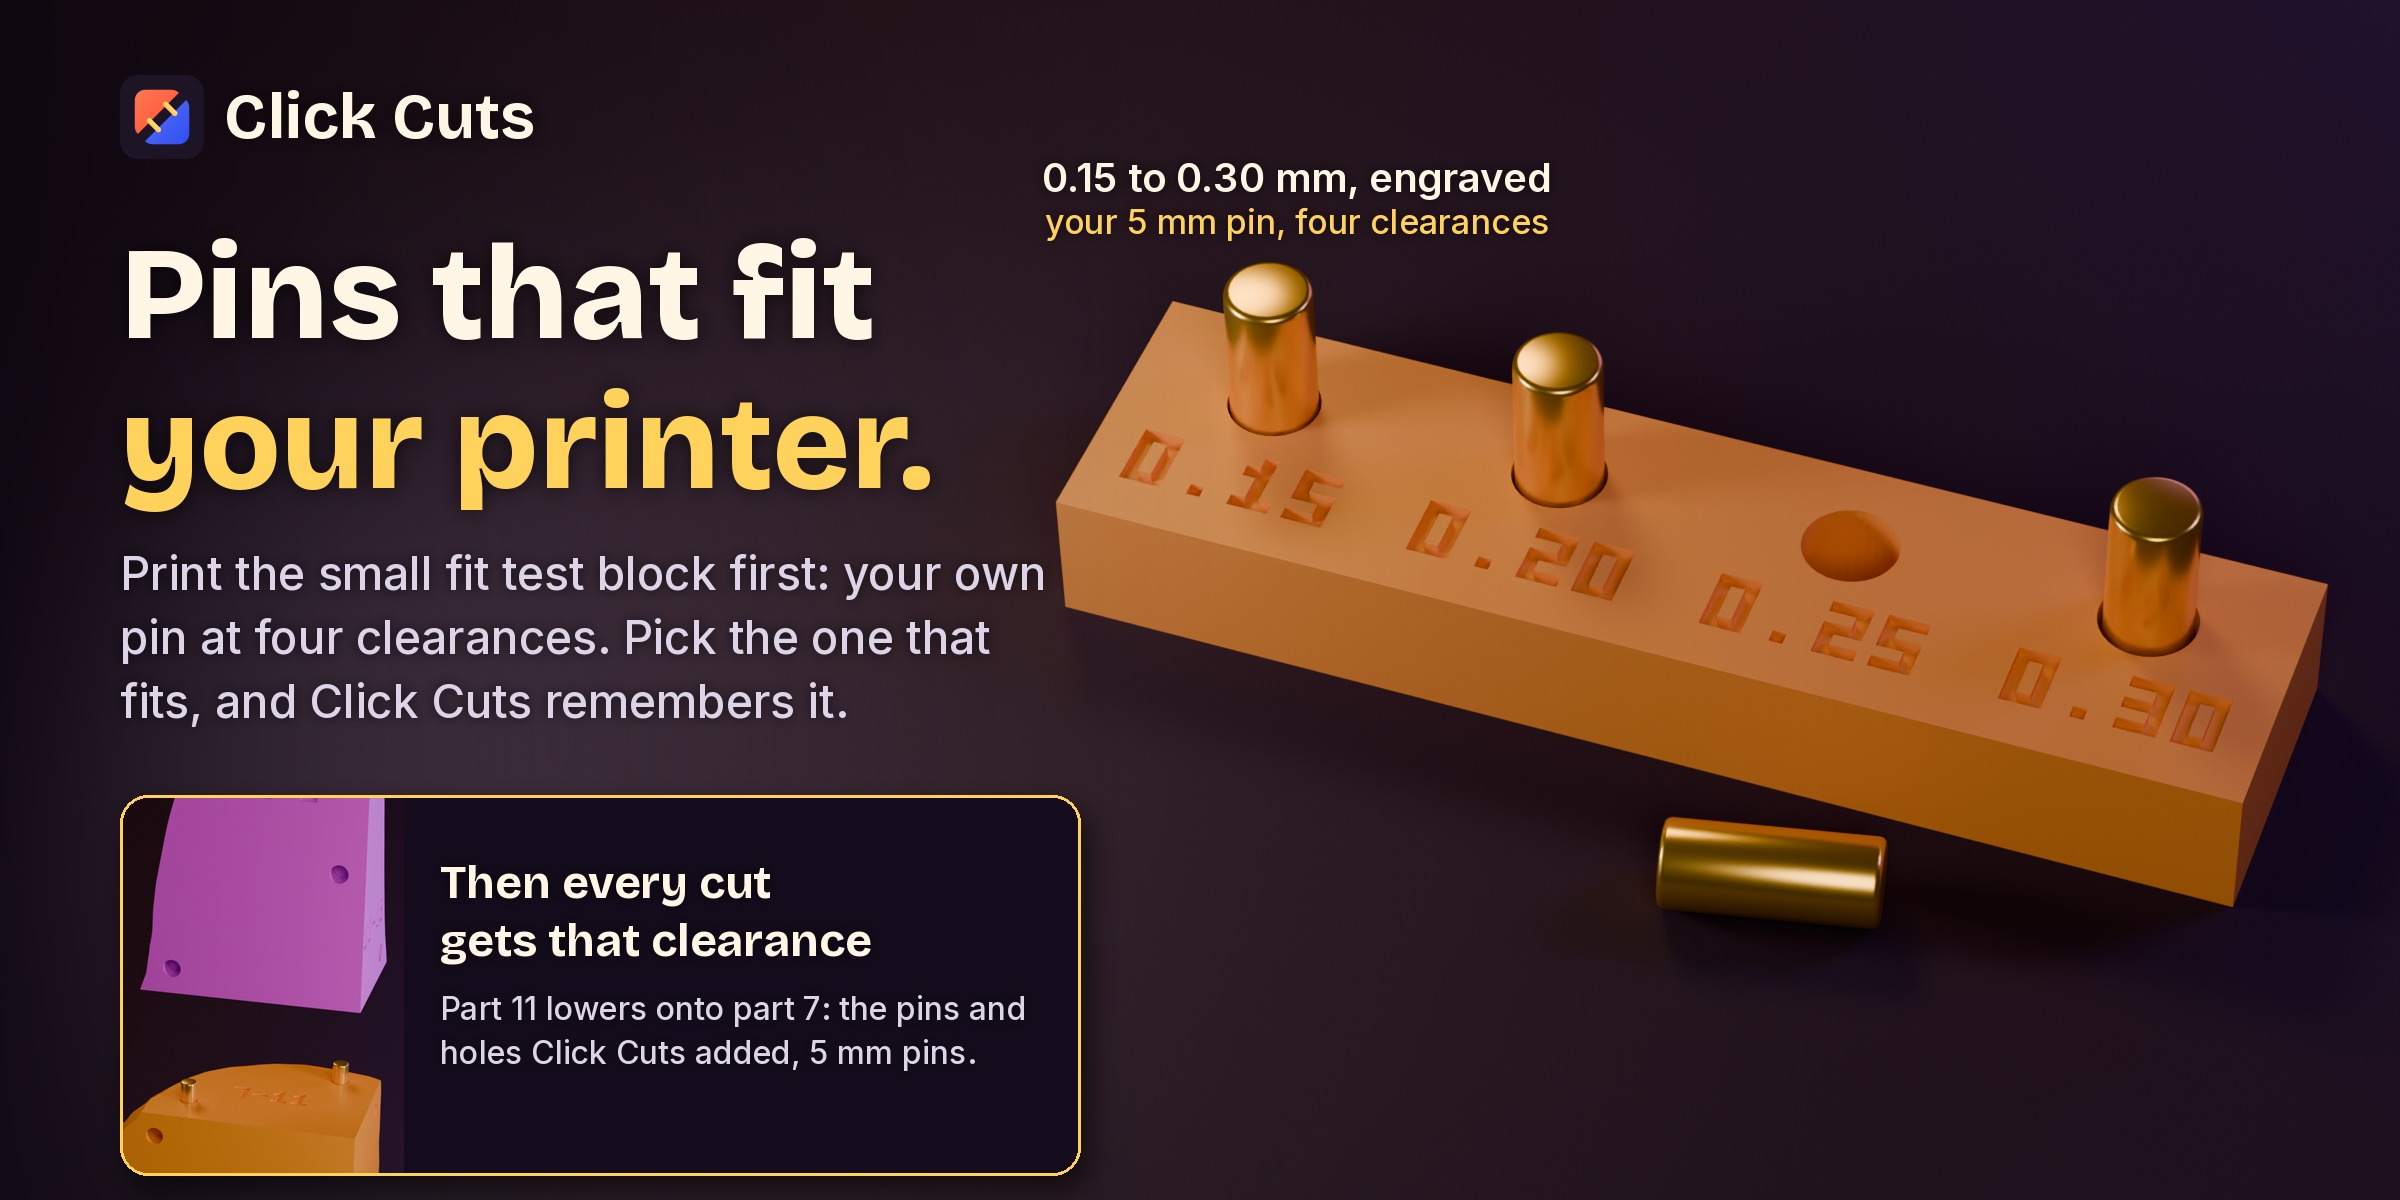 Click Cuts
Pins that fit
your printer.
Print the small fit test block first: your own
pin at four clearances. Pick the one that
fits, and Click Cuts remembers it.
0.15 to 0.30 mm, engraved
your 5 mm pin, four clearances
0.15 0.20 0.25 0.30
Then every cut
gets that clearance
Part 11 lowers onto part 7: the pins and
holes Click Cuts added, 5 mm pins.
7-11